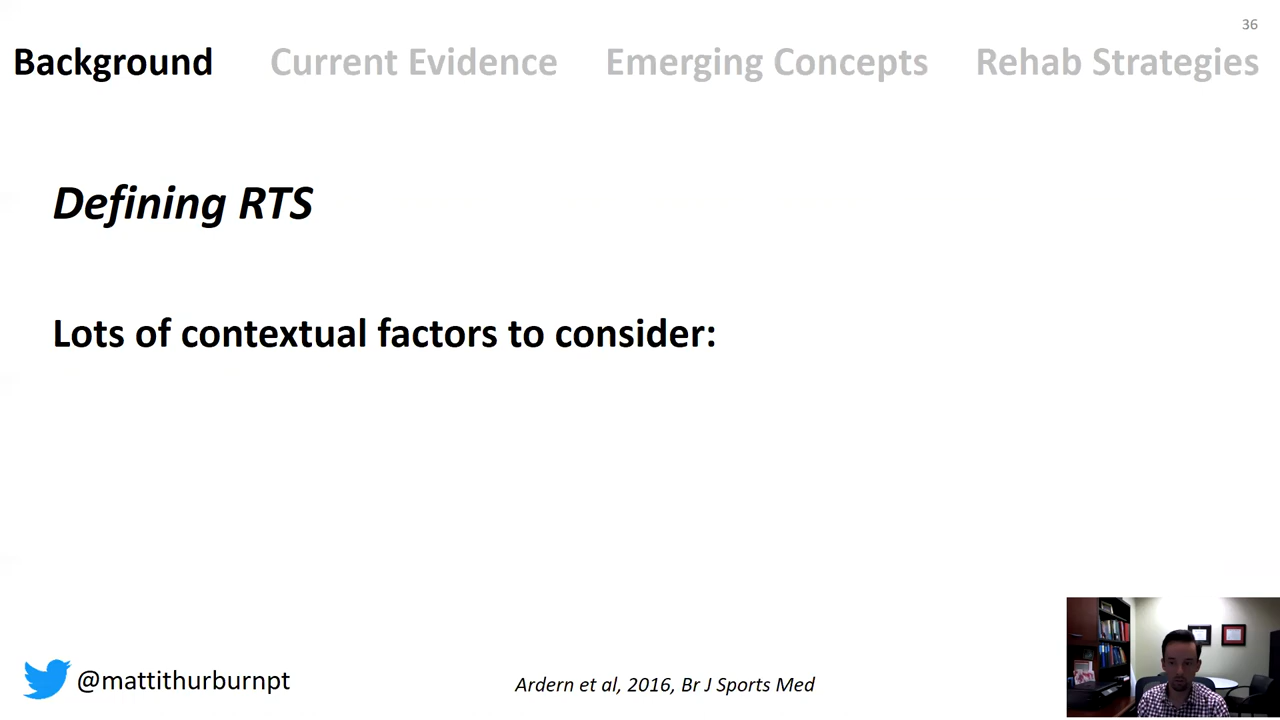 36
Background Current Evidence Emerging Concepts Rehab Strategies
Defining RTS
Lots of contextual factors to consider:
@mattithurburnpt
Ardern et al, 2016, Br J Sports Med